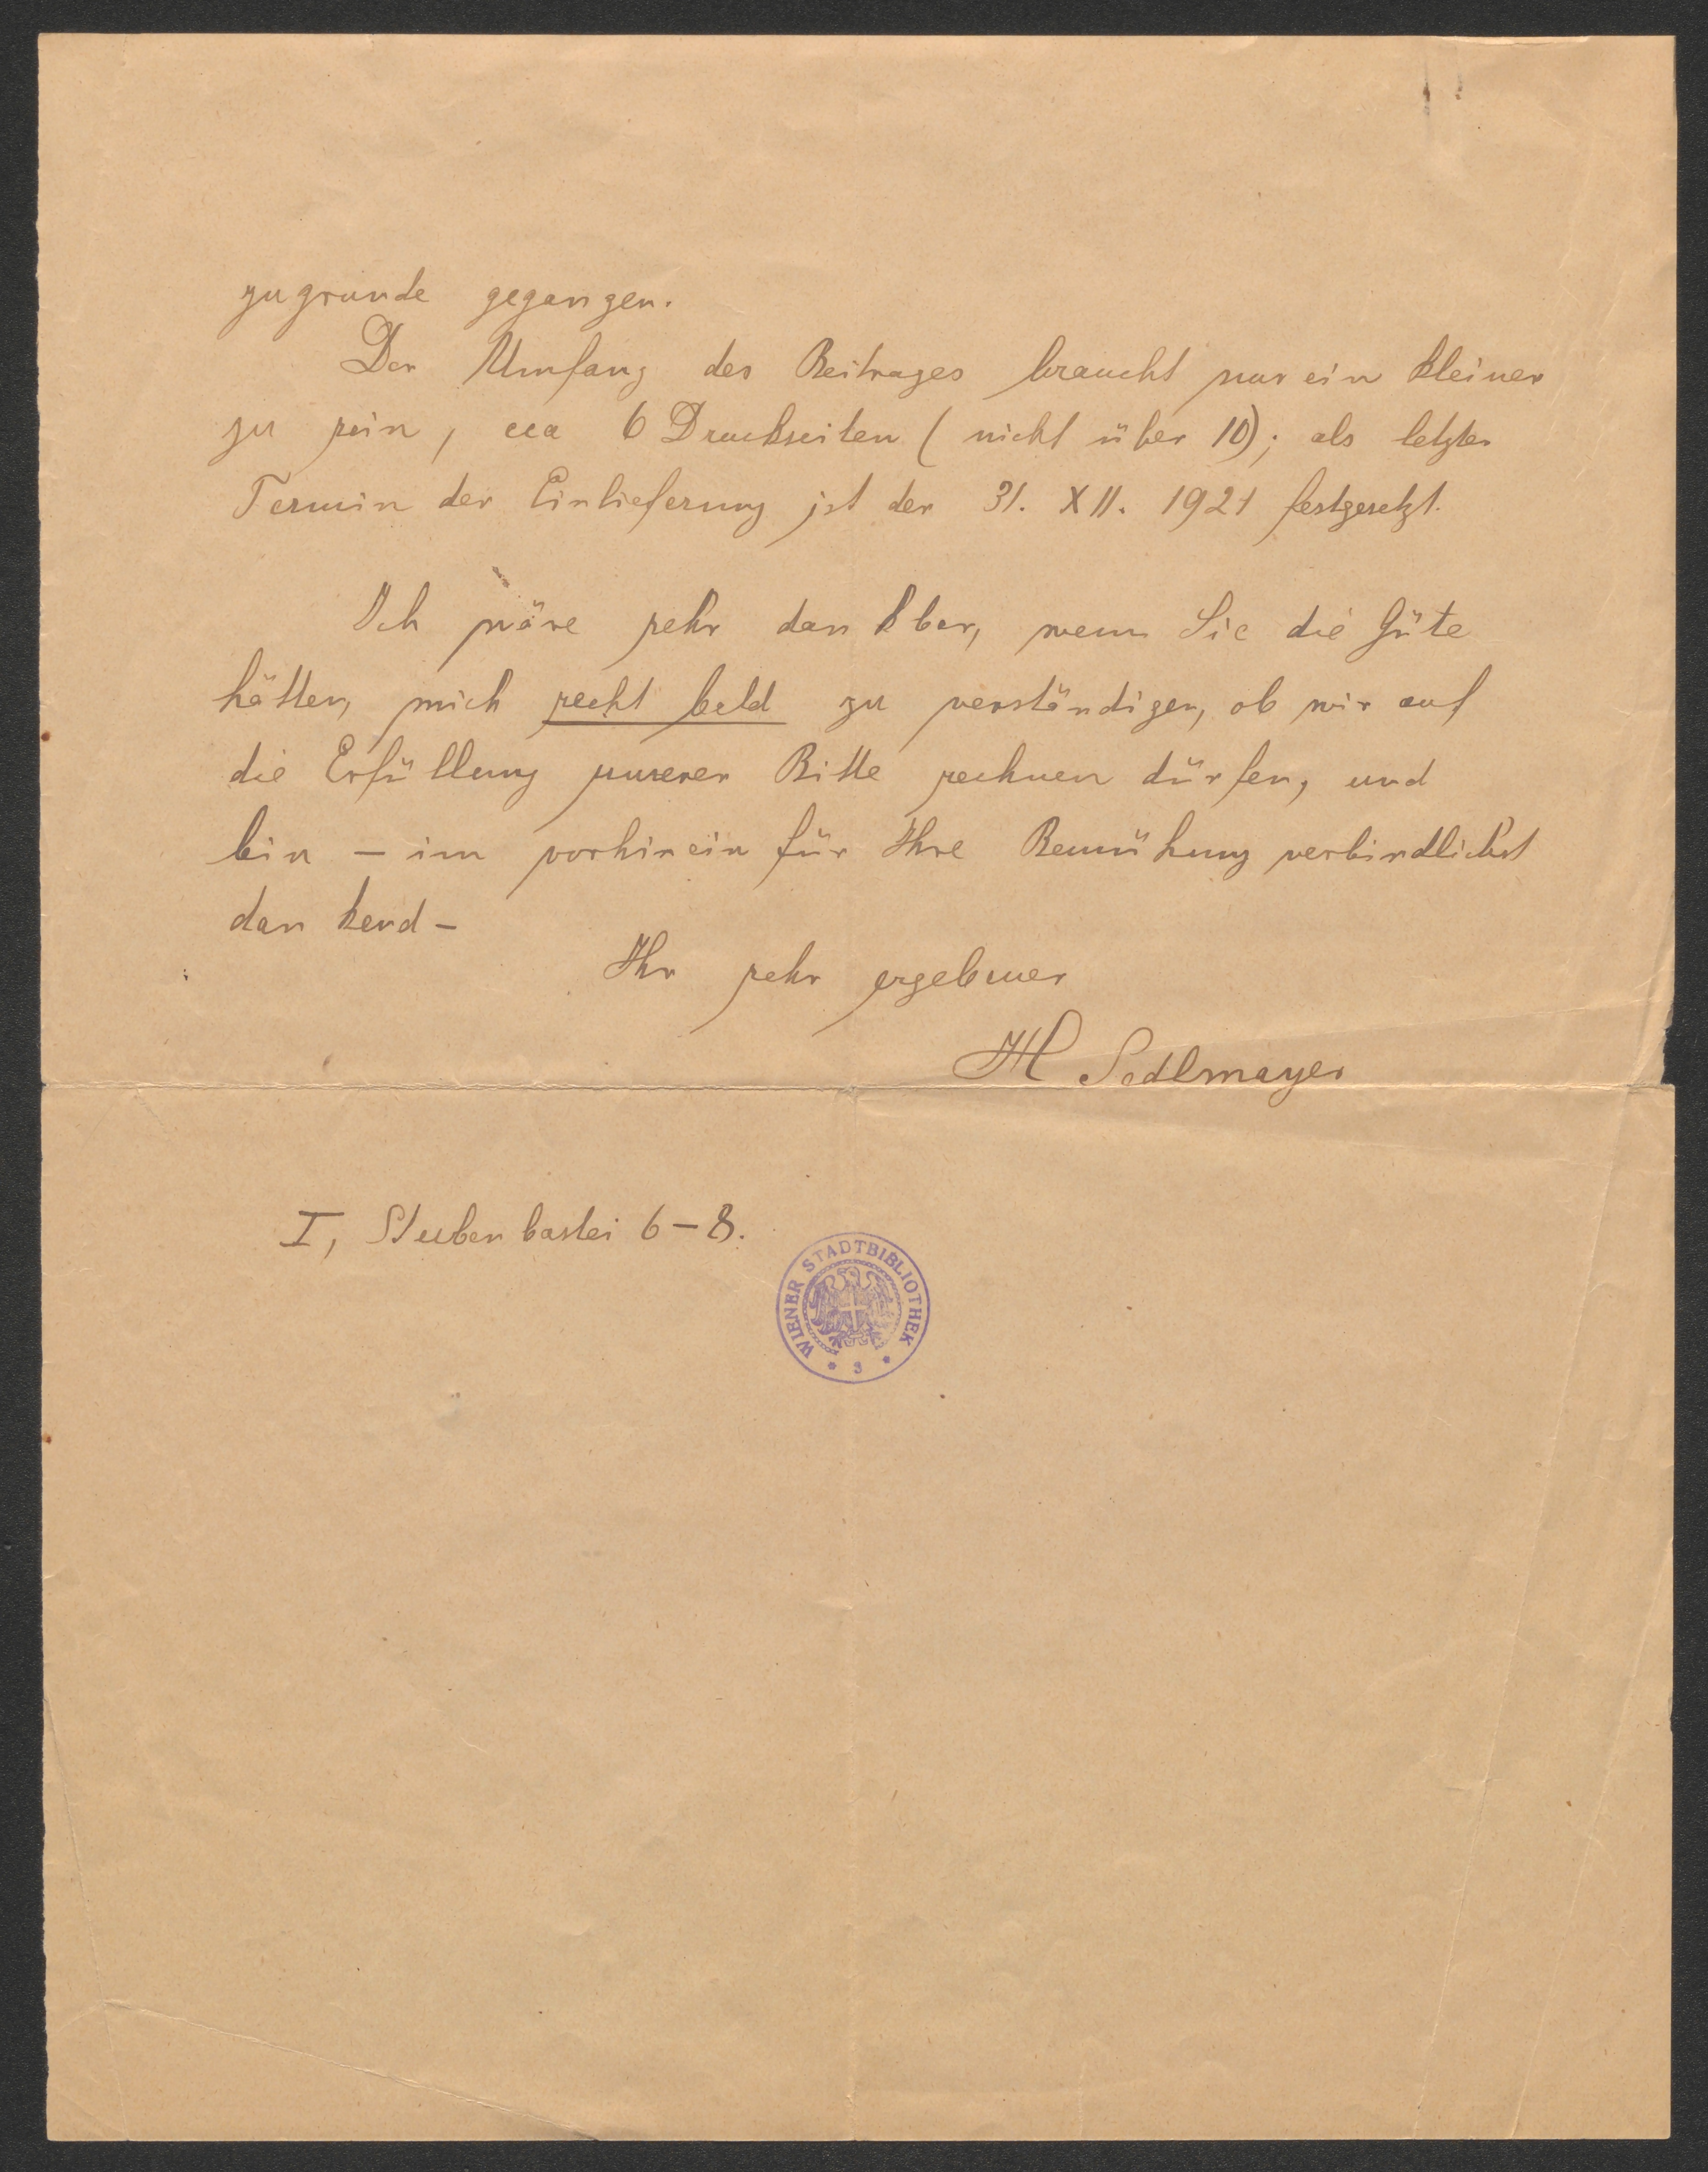 zugrunde gegangen.
Der Umfang des Beitrages braucht nur ein kleiner
zu sein, cca 6 Druckseiten (nicht über 10); als letzter
Termin der Einlieferung ist der 31. XII. 1921 festgesetzt.
Ich wäre sehr dankbar, wenn Sie die Güte
hätten, mich recht bald zu verständigen, ob wir auf
die Erfüllung unserer Bitte rechnen dürfen, und
bin – im vorhinein für Ihre Bemühung verbindlichst
dankend –
Ihr sehr ergebener
H Sedlmayer
I, Stubenbastei 6–8.
WIENER STADTBIBLIOTHEK
* 3 *